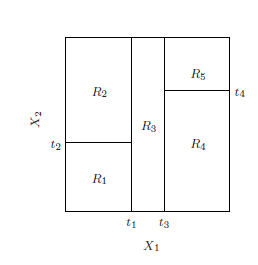 R₅
R₂
t₄
X₂
R₃
t₂
R₄
R₁
t₁ t₃
X₁